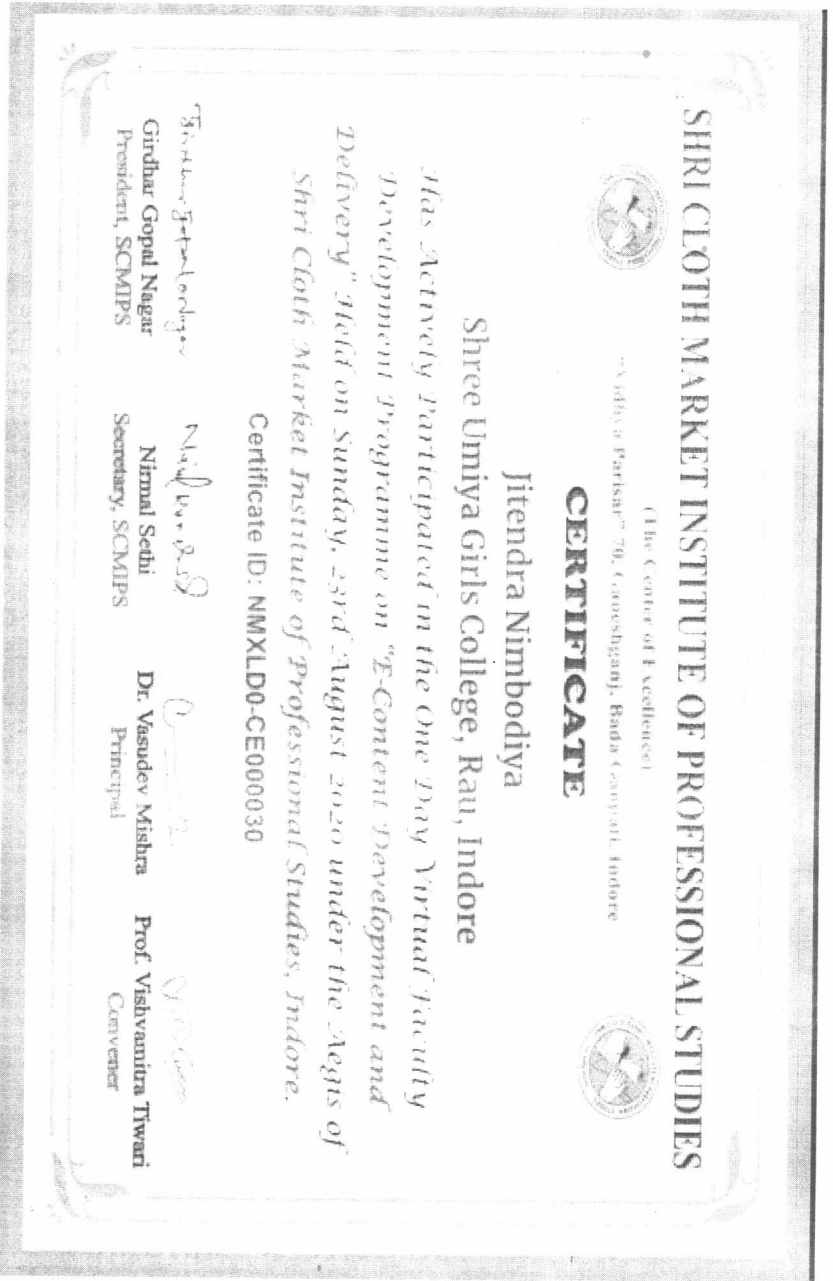 SHRI CLOTH MARKET INSTITUTE OF PROFESSIONAL STUDIES
(The Center of Excellence)
"Vidhya Parisar" 70, Ganeshganj, Bada Ganpati, Indore
CERTIFICATE
Jitendra Nimbodiya
Shree Umiya Girls College, Rau, Indore
Has Actively Participated in the One Day Virtual Faculty
Development Programme on "E-Content Development and
Delivery" Held on Sunday, 23rd August 2020 under the Aegis of
Shri Cloth Market Institute of Professional Studies, Indore.
Certificate ID: NMXLD0-CE000030
Girdhar Gopal Nagar Nirmal Sethi Dr. Vasudev Mishra Prof. Vishvamitra Tiwari
President, SCMIPS Secretary, SCMIPS Principal Convener